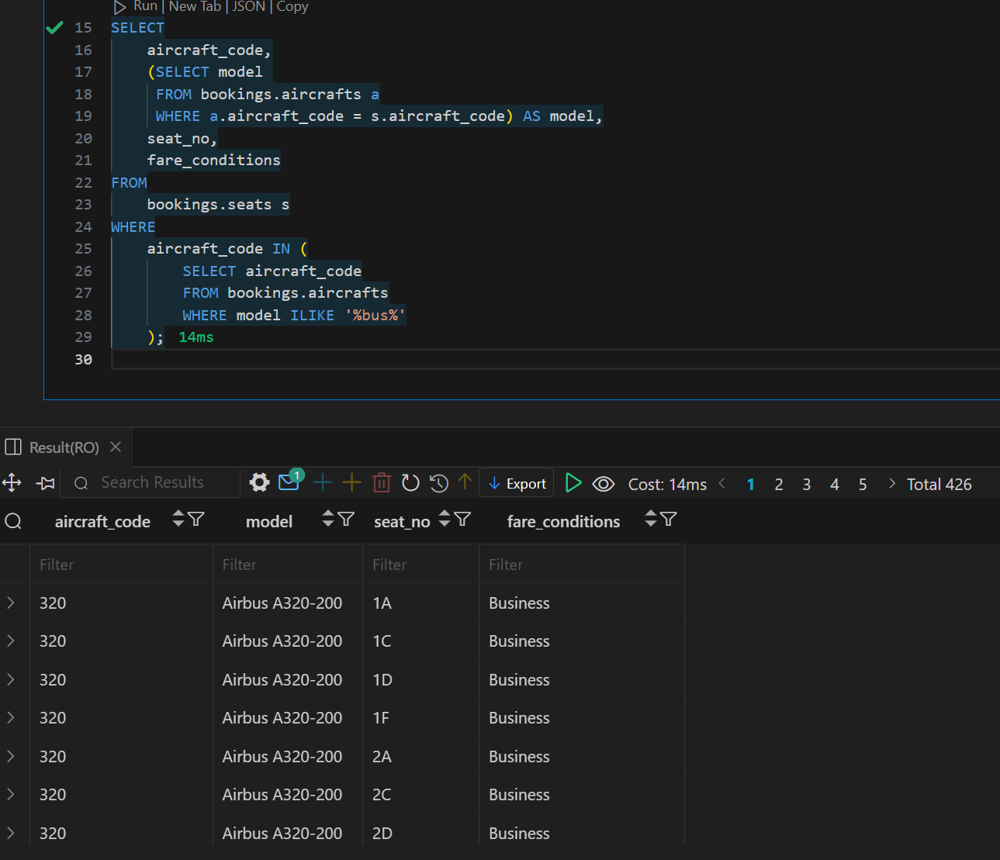 Run | New Tab | JSON | Copy
15 SELECT
16 aircraft_code,
17 (SELECT model
18 FROM bookings.aircrafts a
19 WHERE a.aircraft_code = s.aircraft_code) AS model,
20 seat_no,
21 fare_conditions
22 FROM
23 bookings.seats s
24 WHERE
25 aircraft_code IN (
26 SELECT aircraft_code
27 FROM bookings.aircrafts
28 WHERE model ILIKE '%bus%'
29 ); 14ms
30
Result(RO)
Search Results 1 Export Cost: 14ms 1 2 3 4 5 Total 426
aircraft_code model seat_no fare_conditions
Filter Filter Filter Filter
320 Airbus A320-200 1A Business
320 Airbus A320-200 1C Business
320 Airbus A320-200 1D Business
320 Airbus A320-200 1F Business
320 Airbus A320-200 2A Business
320 Airbus A320-200 2C Business
320 Airbus A320-200 2D Business